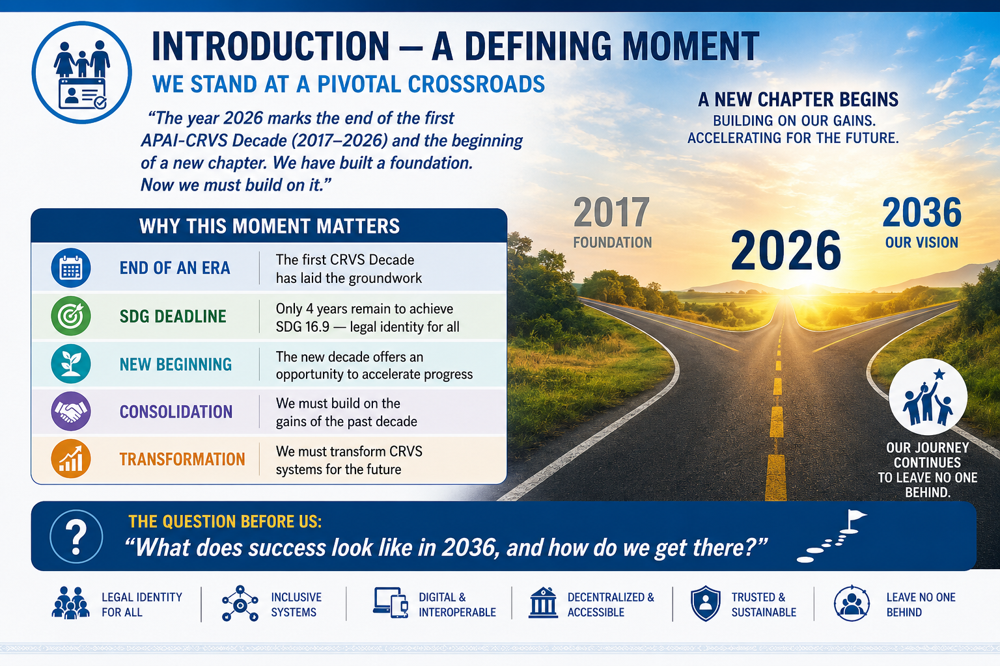 INTRODUCTION — A DEFINING MOMENT
WE STAND AT A PIVOTAL CROSSROADS
“The year 2026 marks the end of the first
APAI-CRVS Decade (2017–2026) and the beginning
of a new chapter. We have built a foundation.
Now we must build on it.”
A NEW CHAPTER BEGINS
BUILDING ON OUR GAINS.
ACCELERATING FOR THE FUTURE.
2017
FOUNDATION
2026
2036
OUR VISION
WHY THIS MOMENT MATTERS
END OF AN ERA
The first CRVS Decade
has laid the groundwork
SDG DEADLINE
Only 4 years remain to achieve
SDG 16.9 — legal identity for all
NEW BEGINNING
The new decade offers an
opportunity to accelerate progress
CONSOLIDATION
We must build on the
gains of the past decade
TRANSFORMATION
We must transform CRVS
systems for the future
OUR JOURNEY
CONTINUES
TO LEAVE NO ONE
BEHIND.
?
THE QUESTION BEFORE US:
“What does success look like in 2036, and how do we get there?”
LEGAL IDENTITY
FOR ALL
INCLUSIVE
SYSTEMS
DIGITAL &
INTEROPERABLE
DECENTRALIZED &
ACCESSIBLE
TRUSTED &
SUSTAINABLE
LEAVE NO ONE
BEHIND